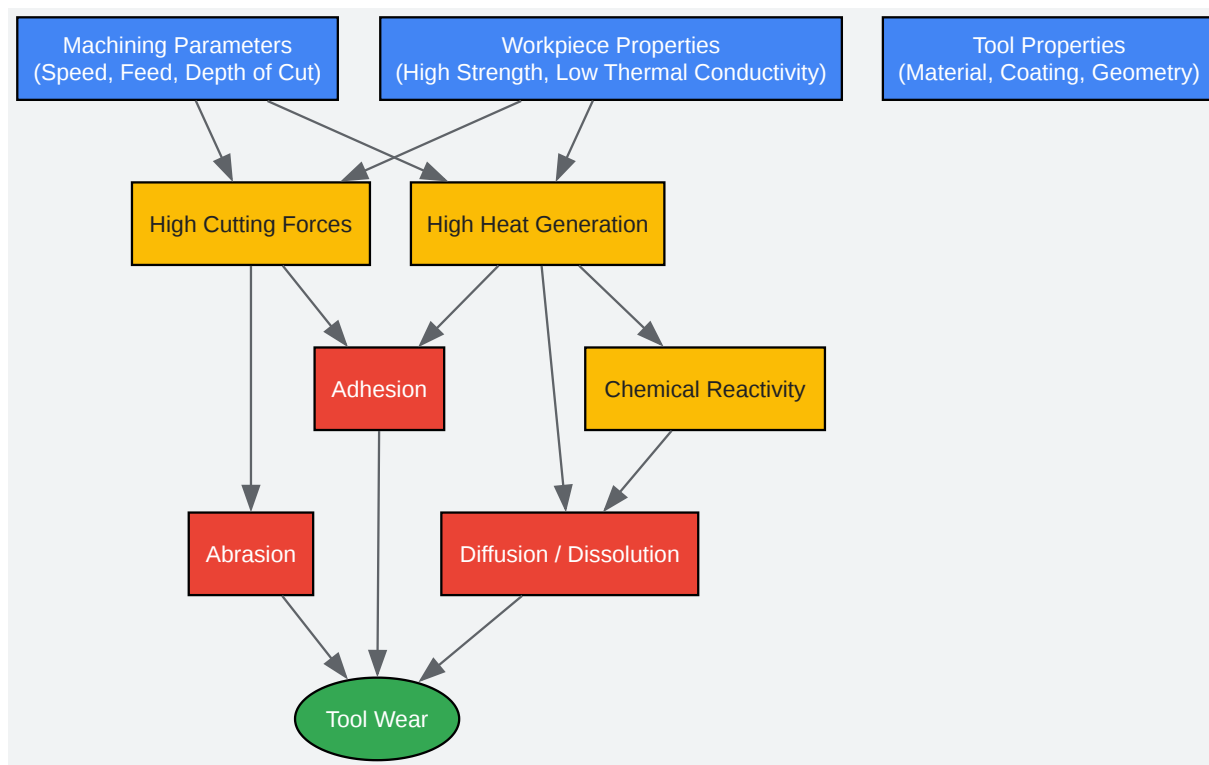 Machining Parameters
(Speed, Feed, Depth of Cut)
Workpiece Properties
(High Strength, Low Thermal Conductivity)
Tool Properties
(Material, Coating, Geometry)
High Cutting Forces
High Heat Generation
Adhesion
Chemical Reactivity
Abrasion
Diffusion / Dissolution
Tool Wear